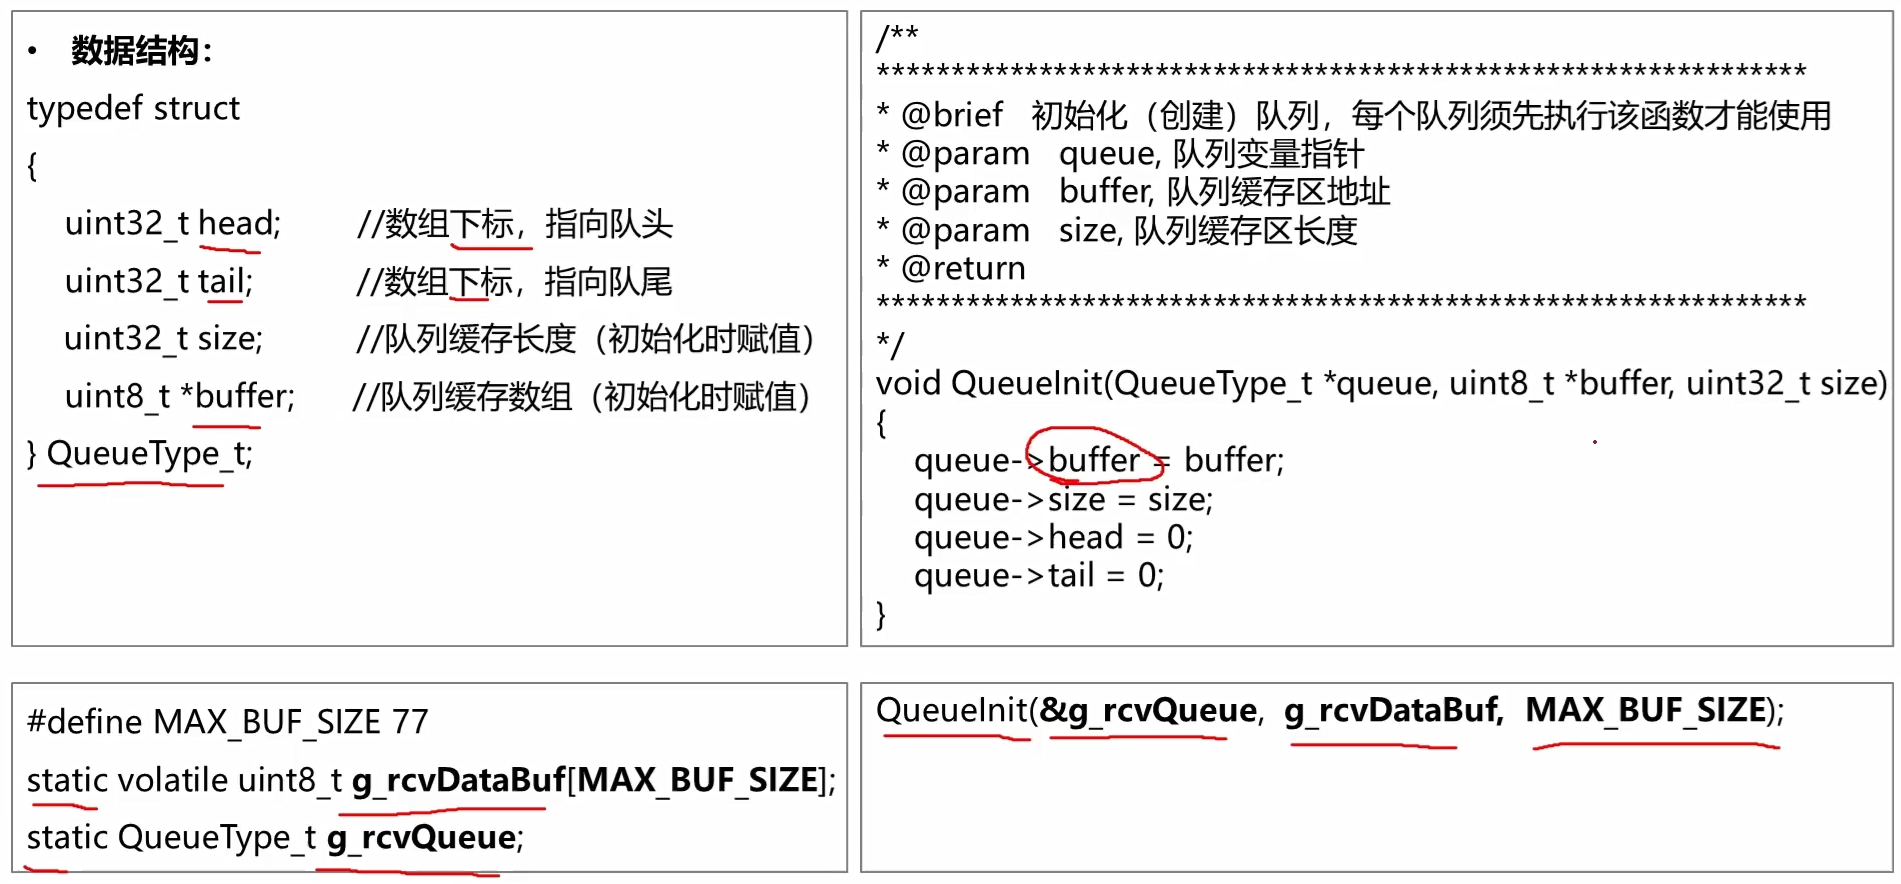 • 数据结构：
typedef struct
{
uint32_t head; //数组下标，指向队头
uint32_t tail; //数组下标，指向队尾
uint32_t size; //队列缓存长度（初始化时赋值）
uint8_t *buffer; //队列缓存数组（初始化时赋值）
} QueueType_t;
/**
****************************************************************
* @brief 初始化（创建）队列，每个队列须先执行该函数才能使用
* @param queue, 队列变量指针
* @param buffer, 队列缓存区地址
* @param size, 队列缓存区长度
* @return
****************************************************************
*/
void QueueInit(QueueType_t *queue, uint8_t *buffer, uint32_t size)
{
queue->buffer = buffer;
queue->size = size;
queue->head = 0;
queue->tail = 0;
}
#define MAX_BUF_SIZE 77
static volatile uint8_t g_rcvDataBuf[MAX_BUF_SIZE];
static QueueType_t g_rcvQueue;
QueueInit(&g_rcvQueue, g_rcvDataBuf, MAX_BUF_SIZE);